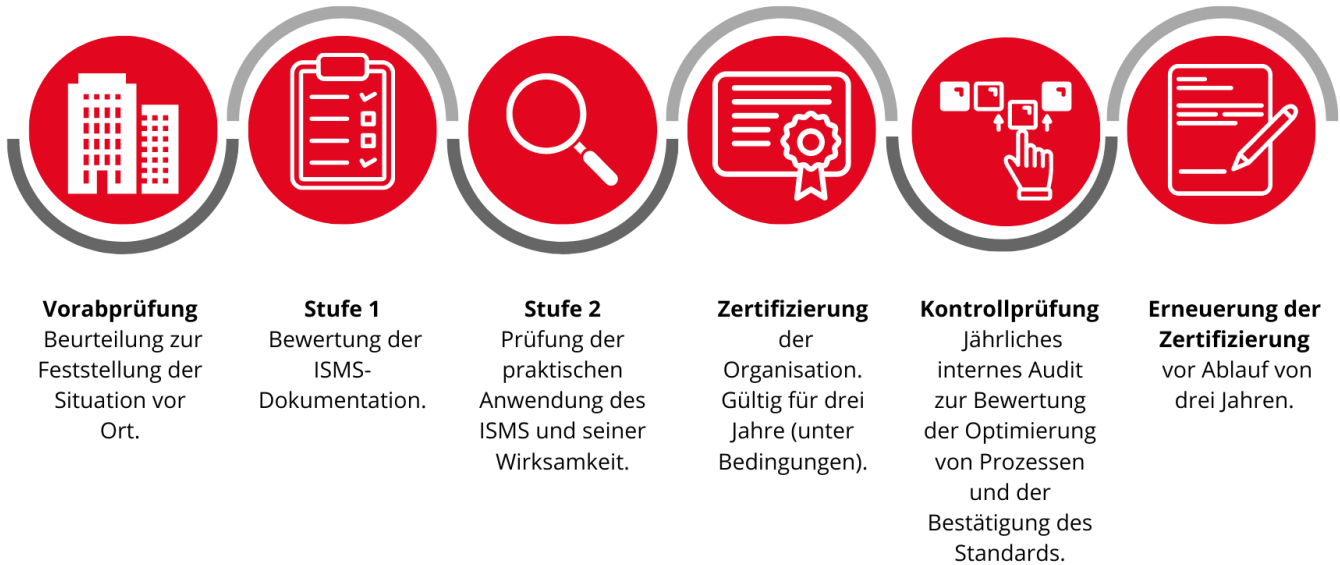 Vorabprüfung
Beurteilung zur
Feststellung der
Situation vor
Ort.
Stufe 1
Bewertung der
ISMS-
Dokumentation.
Stufe 2
Prüfung der
praktischen
Anwendung des
ISMS und seiner
Wirksamkeit.
Zertifizierung
der
Organisation.
Gültig für drei
Jahre (unter
Bedingungen).
Kontrollprüfung
Jährliches
internes Audit
zur Bewertung
der Optimierung
von Prozessen
und der
Bestätigung des
Standards.
Erneuerung der
Zertifizierung
vor Ablauf von
drei Jahren.